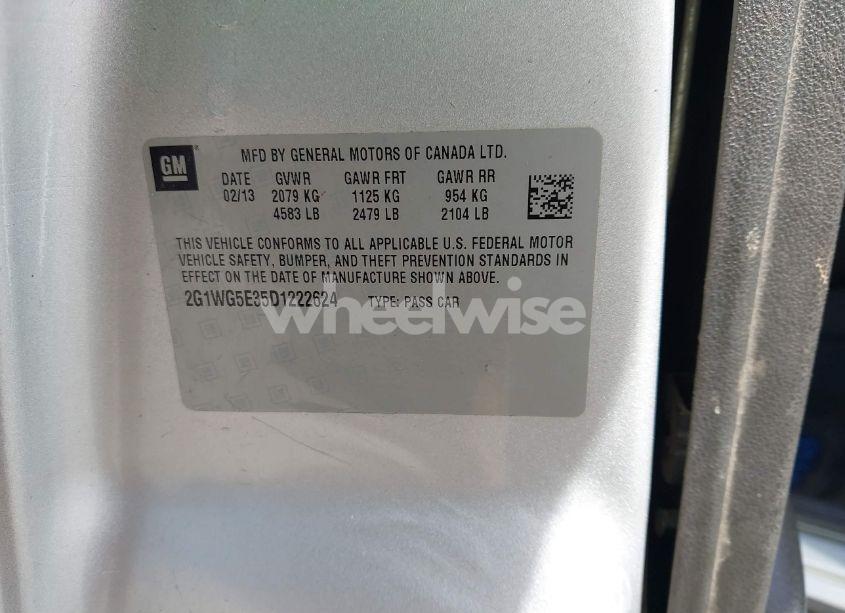 GM
MFD BY GENERAL MOTORS OF CANADA LTD.
DATE GVWR GAWR FRT GAWR RR
02/13 2079 KG 1125 KG 954 KG
4583 LB 2479 LB 2104 LB
THIS VEHICLE CONFORMS TO ALL APPLICABLE U.S. FEDERAL MOTOR
VEHICLE SAFETY, BUMPER, AND THEFT PREVENTION STANDARDS IN
EFFECT ON THE DATE OF MANUFACTURE SHOWN ABOVE.
2G1WG5E35D1222624 TYPE: PASS CAR
wheelwise